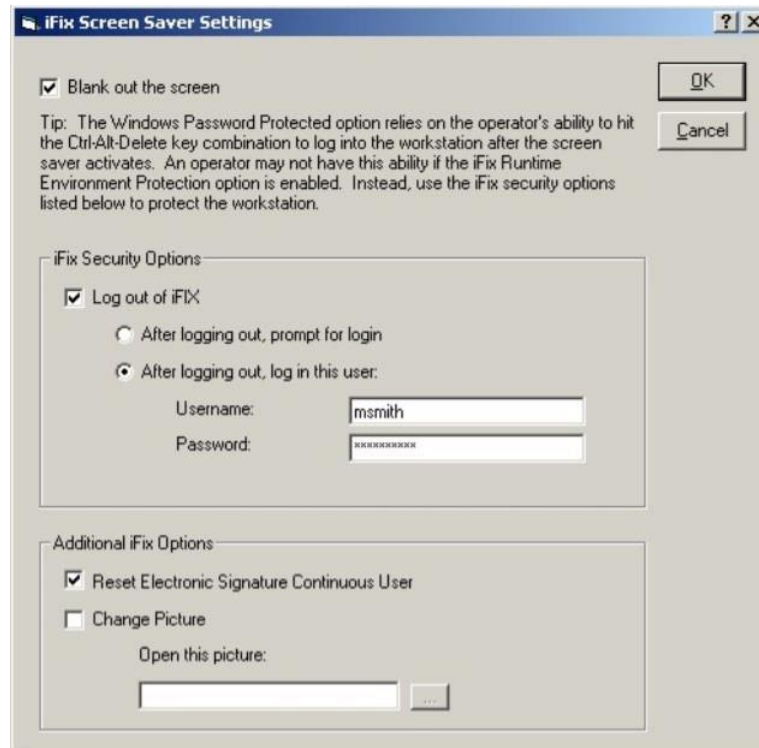 iFix Screen Saver Settings
Blank out the screen
OK
Tip: The Windows Password Protected option relies on the operator's ability to hit
the Ctrl-Alt-Delete key combination to log into the workstation after the screen
saver activates. An operator may not have this ability if the iFix Runtime
Environment Protection option is enabled. Instead, use the iFix security options
listed below to protect the workstation.
Cancel
iFix Security Options
Log out of iFIX
After logging out, prompt for login
After logging out, log in this user:
Username: msmith
Password: **********
Additional iFix Options
Reset Electronic Signature Continuous User
Change Picture
Open this picture:
...